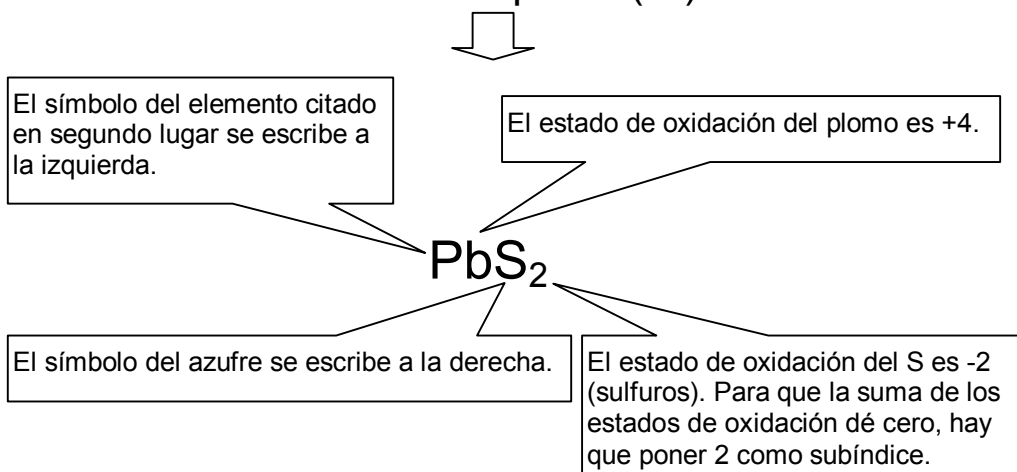 El símbolo del elemento citado
en segundo lugar se escribe a
la izquierda.
El estado de oxidación del plomo es +4.
PbS₂
El símbolo del azufre se escribe a la derecha.
El estado de oxidación del S es -2
(sulfuros). Para que la suma de los
estados de oxidación dé cero, hay
que poner 2 como subíndice.